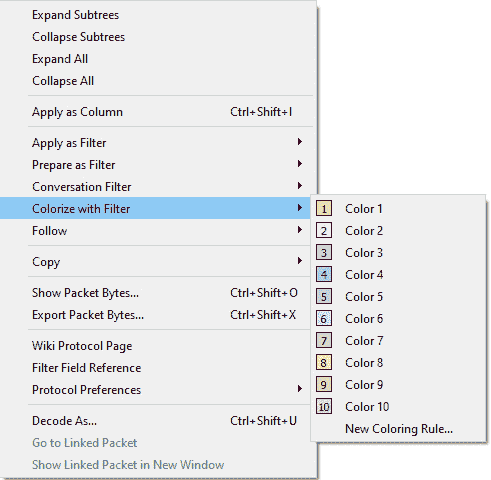 Expand Subtrees
Collapse Subtrees
Expand All
Collapse All
Apply as Column Ctrl+Shift+I
Apply as Filter
Prepare as Filter
Conversation Filter
Colorize with Filter
Follow
Copy
Show Packet Bytes... Ctrl+Shift+O
Export Packet Bytes... Ctrl+Shift+X
Wiki Protocol Page
Filter Field Reference
Protocol Preferences
Decode As... Ctrl+Shift+U
Go to Linked Packet
Show Linked Packet in New Window
1 Color 1
2 Color 2
3 Color 3
4 Color 4
5 Color 5
6 Color 6
7 Color 7
8 Color 8
9 Color 9
10 Color 10
New Coloring Rule...